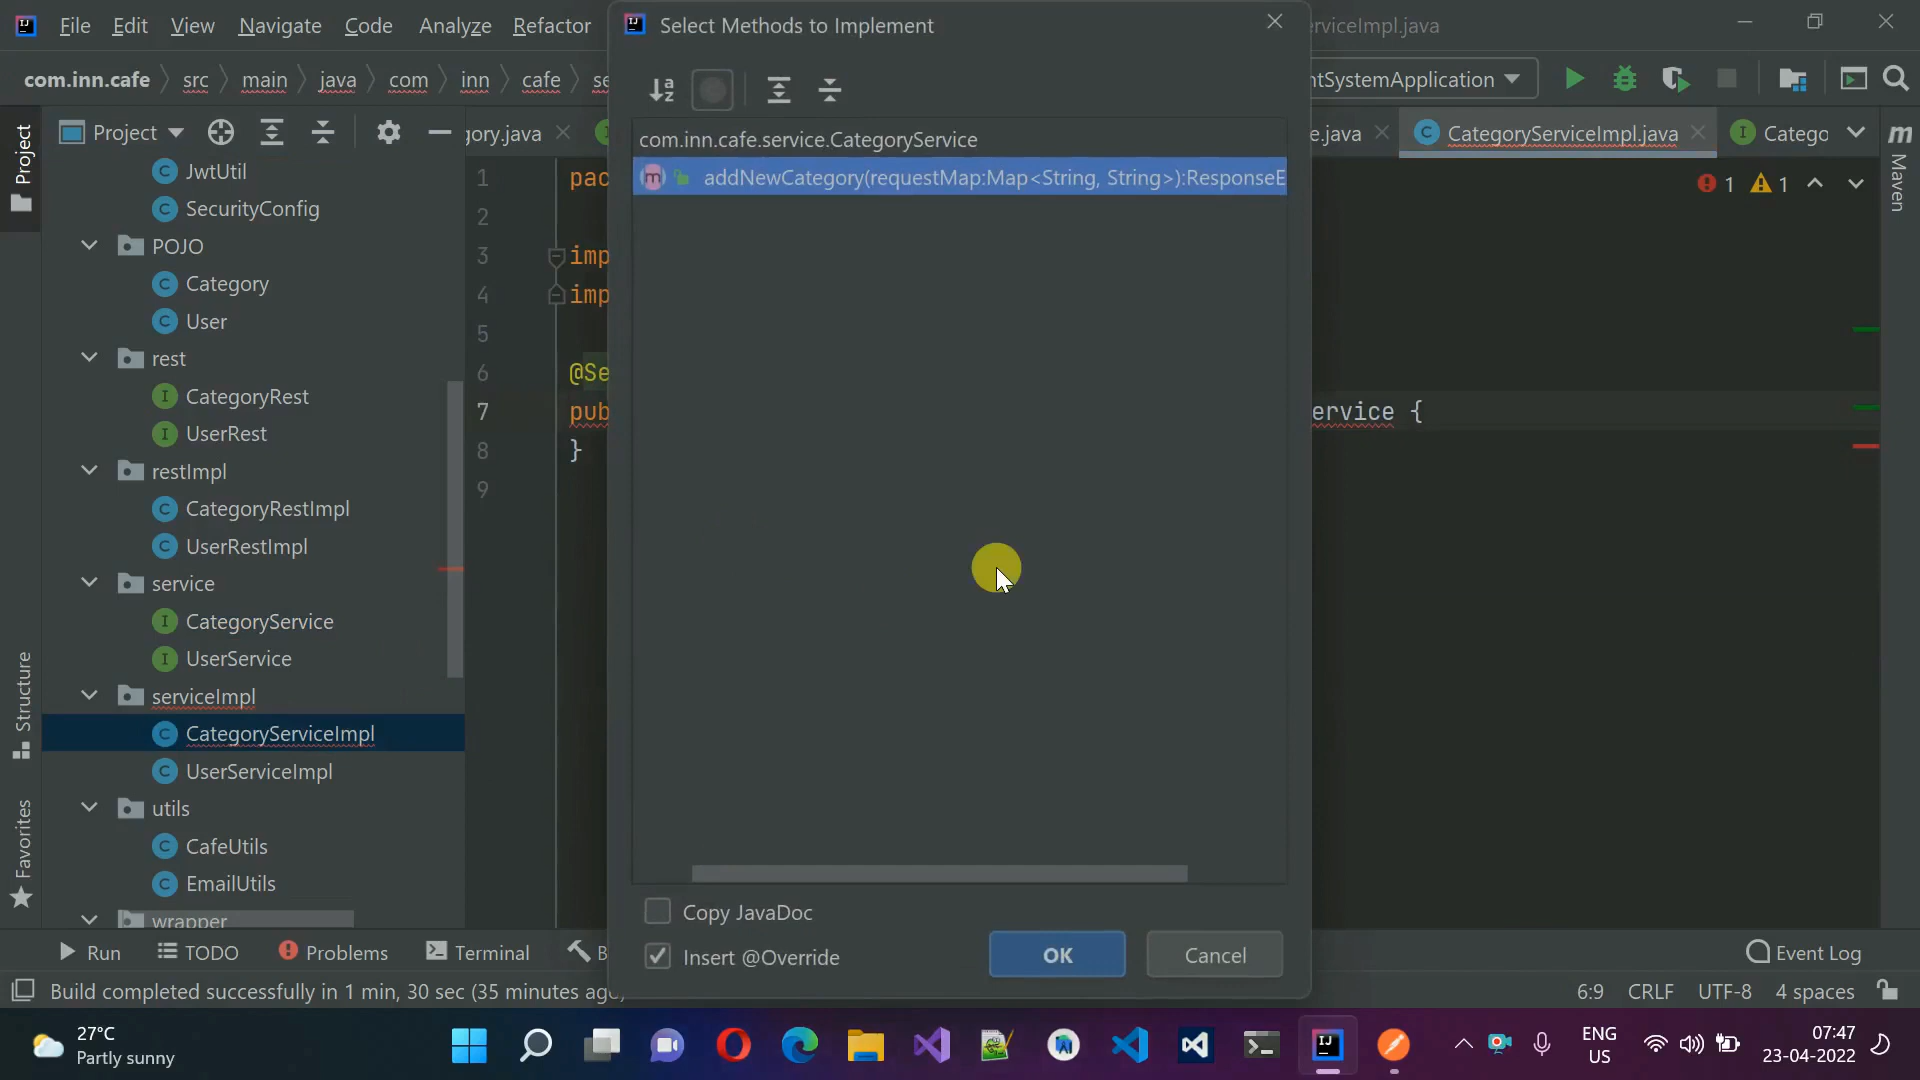 File Edit View Navigate Code Analyze Refactor
Select Methods to Implement
erviceImpl.java
com.inn.cafe src main java com inn cafe se
ntSystemApplication
Project
gory.java
e.java
CategoryServiceImpl.java
Catego
Project
Maven
JwtUtil
SecurityConfig
POJO
Category
User
rest
CategoryRest
UserRest
restImpl
CategoryRestImpl
UserRestImpl
service
CategoryService
UserService
serviceImpl
CategoryServiceImpl
UserServiceImpl
utils
CafeUtils
EmailUtils
wrapper
Structure
Favorites
1 pac
2
3 imp
4 imp
5
6 @Se
7 pub
ervice {
8 }
9
1 1
com.inn.cafe.service.CategoryService
m addNewCategory(requestMap:Map<String, String>):ResponseE
Copy JavaDoc
Insert @Override
OK Cancel
Run TODO Problems Terminal B
Event Log
Build completed successfully in 1 min, 30 sec (35 minutes ago)
6:9 CRLF UTF-8 4 spaces
27°C
Partly sunny
ENG
US
07:47
23-04-2022